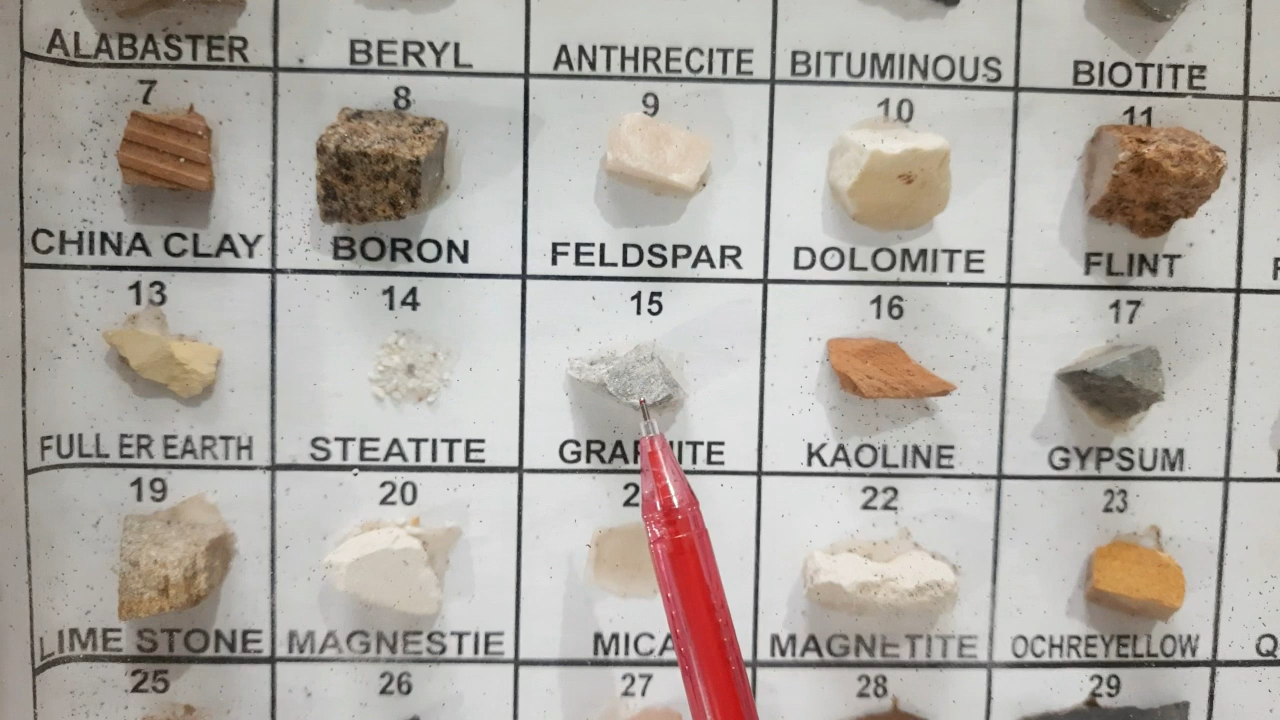 ALABASTER BERYL ANTHRECITE BITUMINOUS BIOTITE
7 8 9 10 11
CHINA CLAY BORON FELDSPAR DOLOMITE FLINT
13 14 15 16 17
FULL ER EARTH STEATITE GRAPHITE KAOLINE GYPSUM
19 20 22 23
LIME STONE MAGNESTIE MICA MAGNETITE OCHREYELLOW
25 26 27 28 29